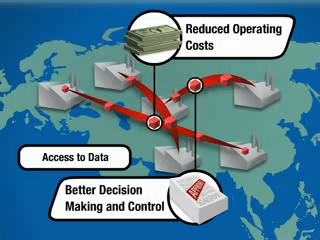 Reduced Operating
Costs
Access to Data
Better Decision
Making and Control